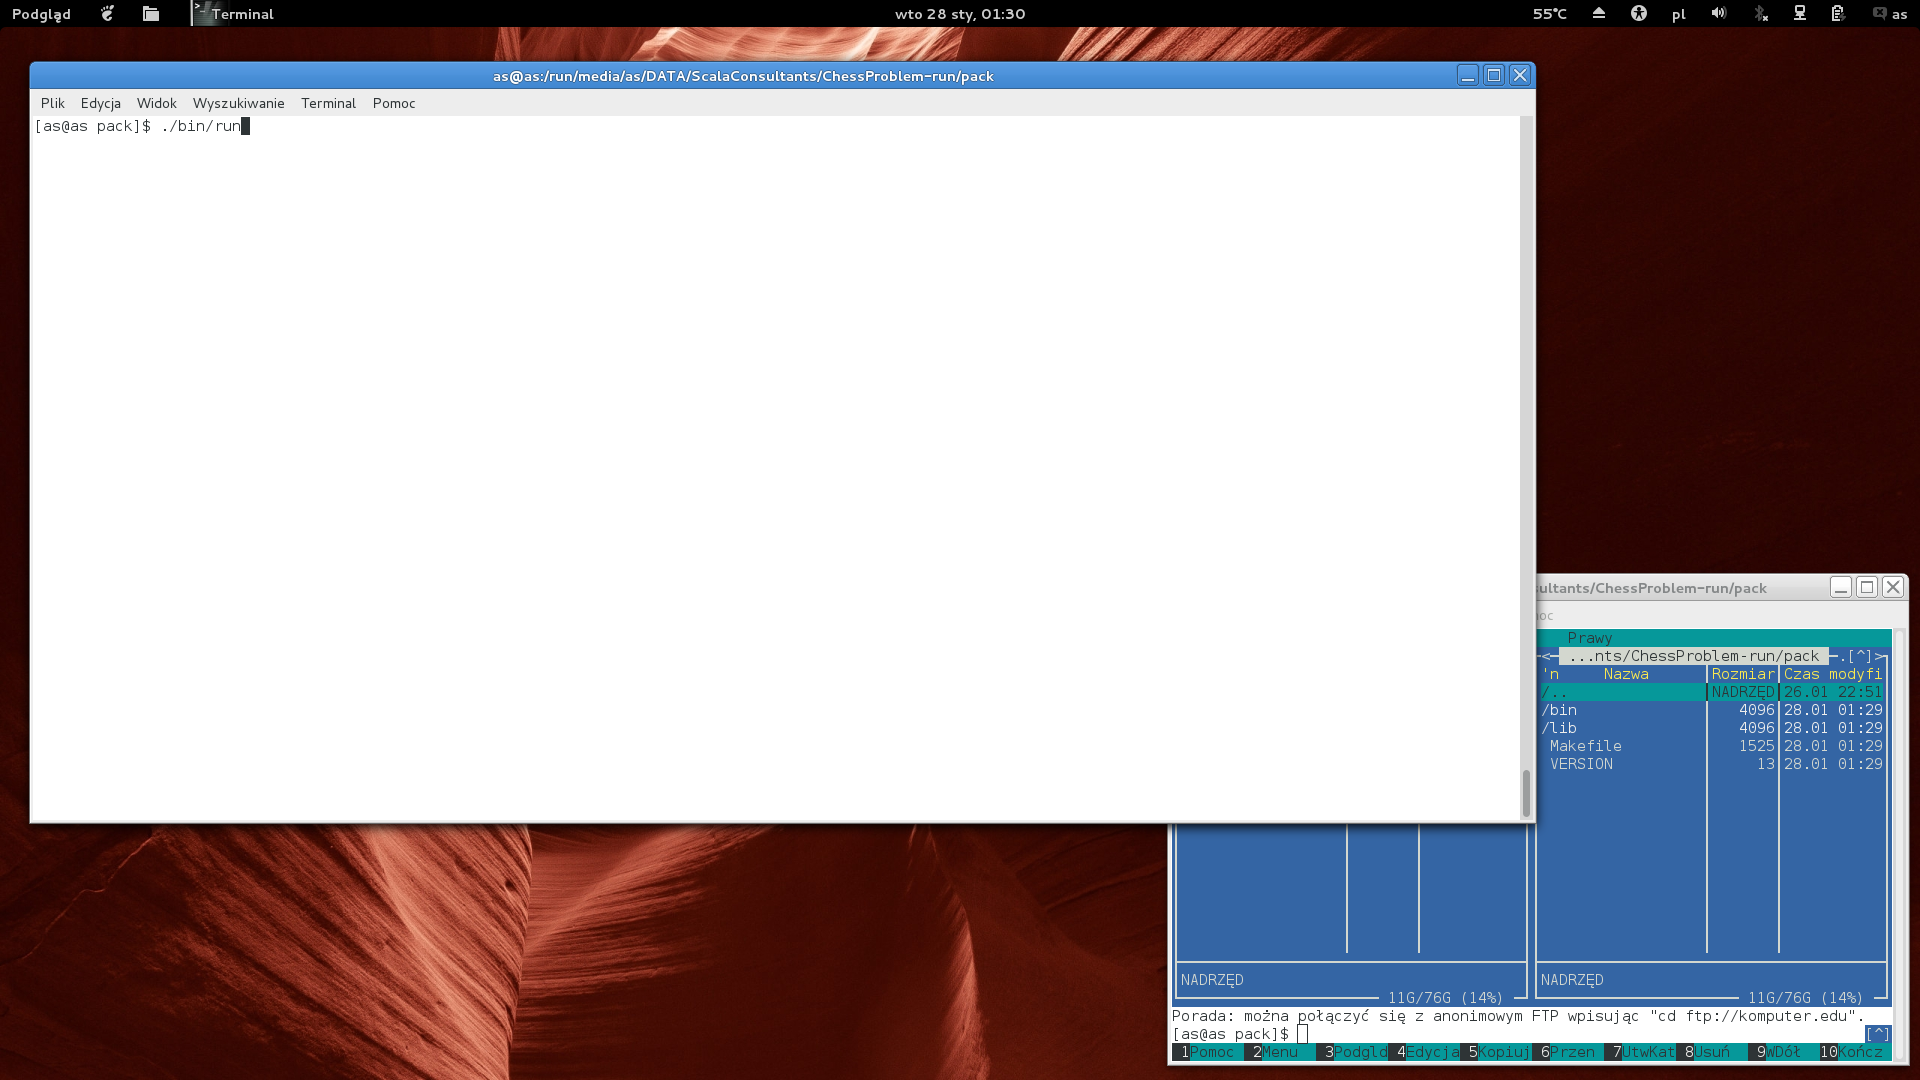 Podgląd Terminal wto 28 sty, 01:30 55°C pl as
as@as:/run/media/as/DATA/ScalaConsultants/ChessProblem-run/pack
Plik Edycja Widok Wyszukiwanie Terminal Pomoc
[as@as pack]$ ./bin/run
sultants/ChessProblem-run/pack
oc
Prawy
<─ ...nts/ChessProblem-run/pack ─.[^]>
'n Nazwa Rozmiar Czas modyfi
/.. NADRZĘD 26.01 22:51
/bin 4096 28.01 01:29
/lib 4096 28.01 01:29
Makefile 1525 28.01 01:29
VERSION 13 28.01 01:29
NADRZĘD NADRZĘD
11G/76G (14%) 11G/76G (14%)
Porada: można połączyć się z anonimowym FTP wpisując "cd ftp://komputer.edu".
[as@as pack]$ [^]
1Pomoc 2Menu 3Podgld 4Edycja 5Kopiuj 6Przen 7UtwKat 8Usuń 9WDół 10Kończ